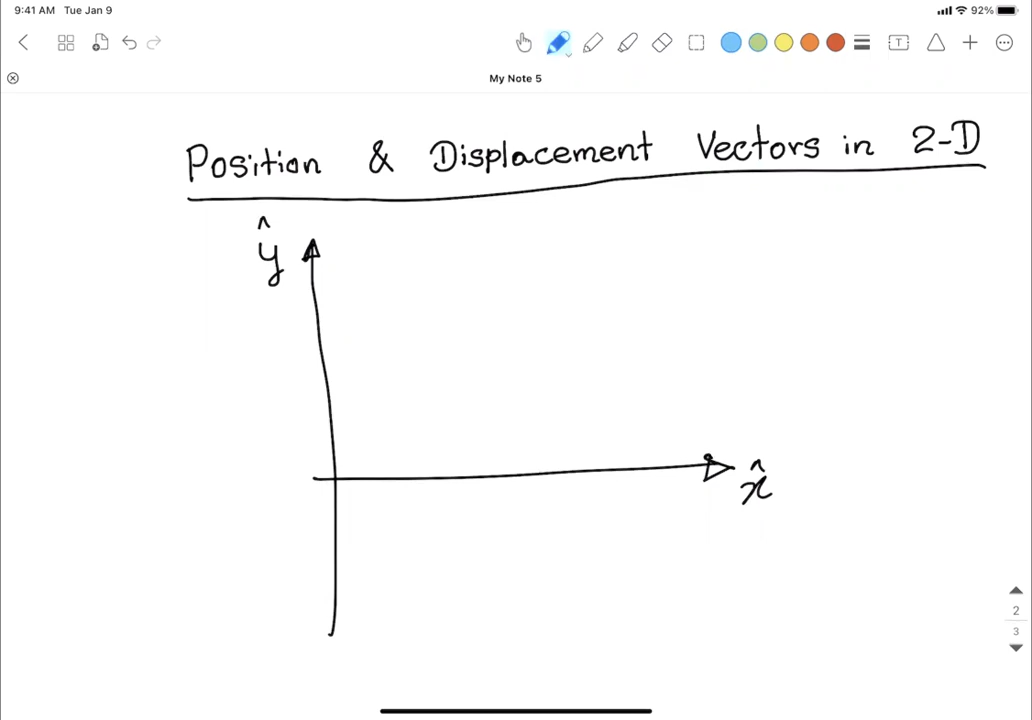 9:41 AM Tue Jan 9 92%
T
My Note 5
Position & Displacement Vectors in 2-D
ŷ
x̂
2
3